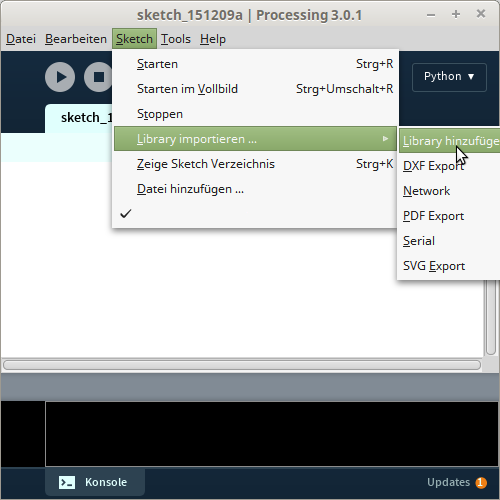 sketch_151209a | Processing 3.0.1
Datei Bearbeiten Sketch Tools Help
Starten Strg+R
Starten im Vollbild Strg+Umschalt+R
Stoppen
Library importieren ...
Zeige Sketch Verzeichnis Strg+K
Datei hinzufügen ...
Python
sketch_1
Library hinzufüge
DXF Export
Network
PDF Export
Serial
SVG Export
Konsole
Updates 1